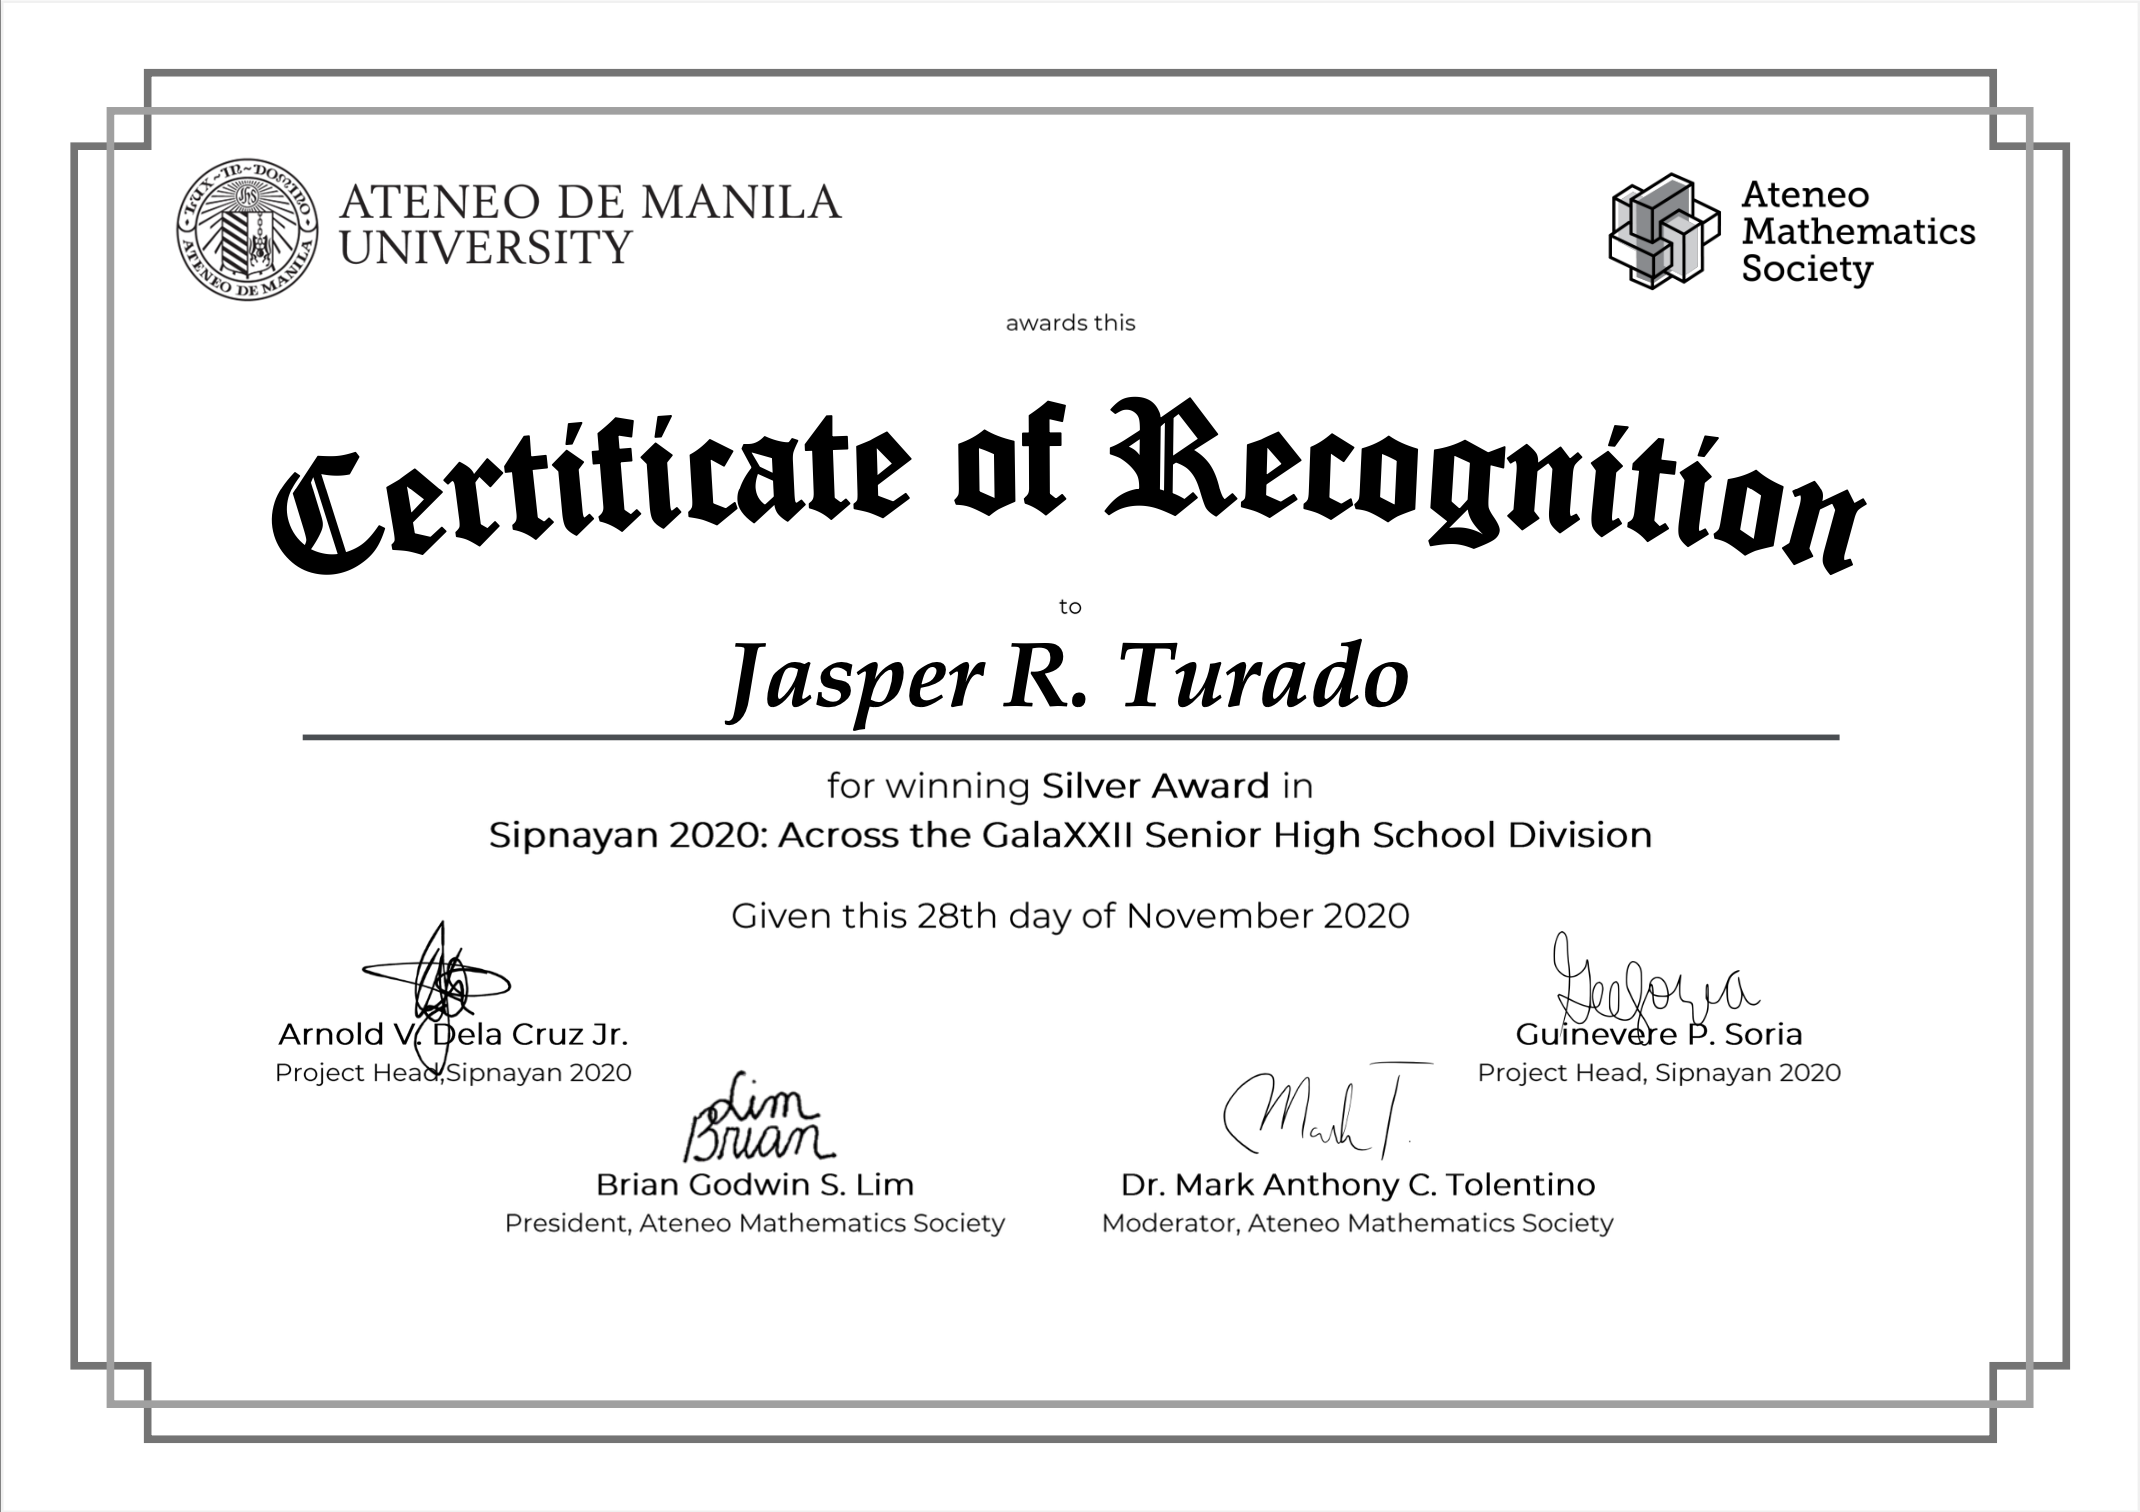 LUX~IN~DOMINO
ATENEO DE MANILA
ATENEO DE MANILA
UNIVERSITY
Ateneo
Mathematics
Society
awards this
Certificate of Recognition
to
Jasper R. Turado
for winning Silver Award in
Sipnayan 2020: Across the GalaXXII Senior High School Division
Given this 28th day of November 2020
Arnold V. Dela Cruz Jr.
Project Head,Sipnayan 2020
GeeSoria
Guinevere P. Soria
Project Head, Sipnayan 2020
Lim
Brian
Brian Godwin S. Lim
President, Ateneo Mathematics Society
Mark T.
Dr. Mark Anthony C. Tolentino
Moderator, Ateneo Mathematics Society